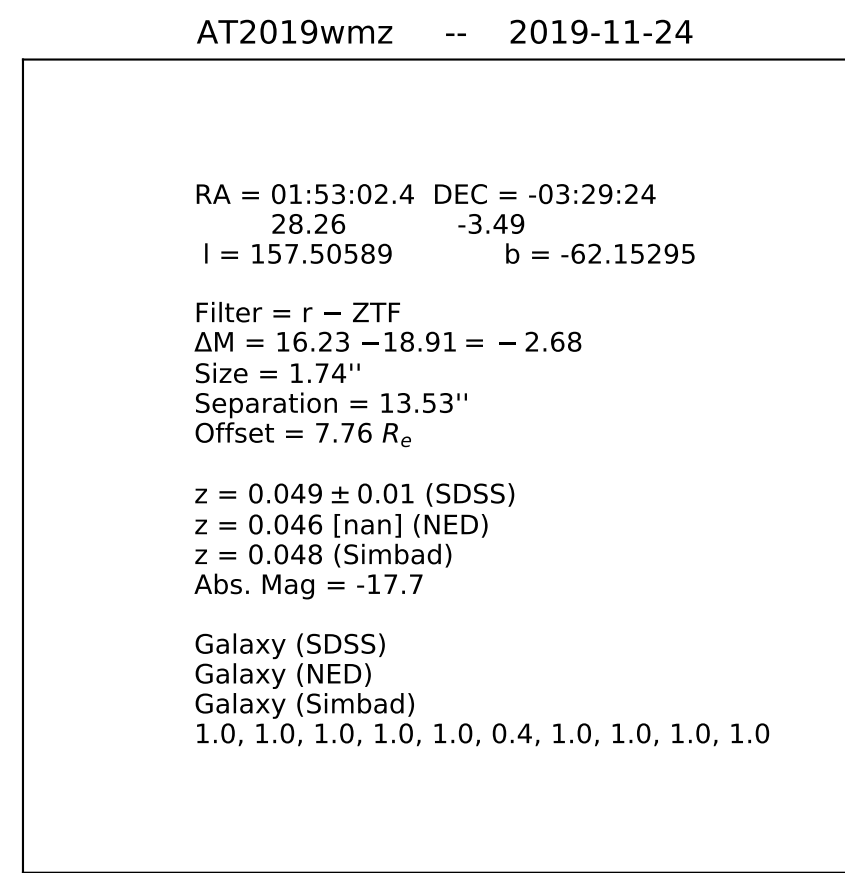 AT2019wmz -- 2019-11-24
RA = 01:53:02.4 DEC = -03:29:24
28.26 -3.49
l = 157.50589 b = -62.15295
Filter = r − ZTF
ΔM = 16.23 −18.91 = − 2.68
Size = 1.74''
Separation = 13.53''
Offset = 7.76 Re
z = 0.049 ± 0.01 (SDSS)
z = 0.046 [nan] (NED)
z = 0.048 (Simbad)
Abs. Mag = -17.7
Galaxy (SDSS)
Galaxy (NED)
Galaxy (Simbad)
1.0, 1.0, 1.0, 1.0, 1.0, 0.4, 1.0, 1.0, 1.0, 1.0